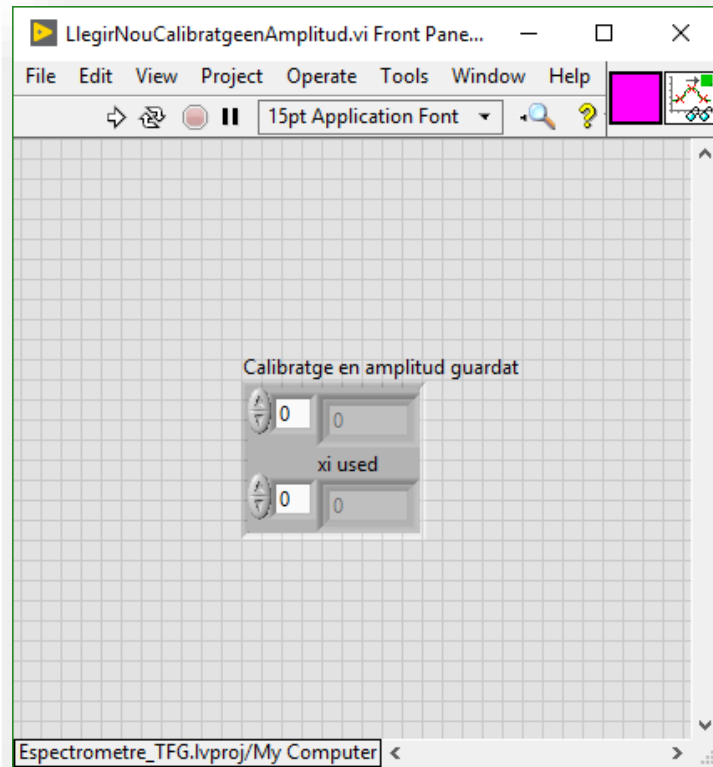 LlegirNouCalibratgeenAmplitud.vi Front Pane...
File Edit View Project Operate Tools Window Help
15pt Application Font
Calibratge en amplitud guardat
0 0
xi used
0 0
Espectrometre_TFG.lvproj/My Computer